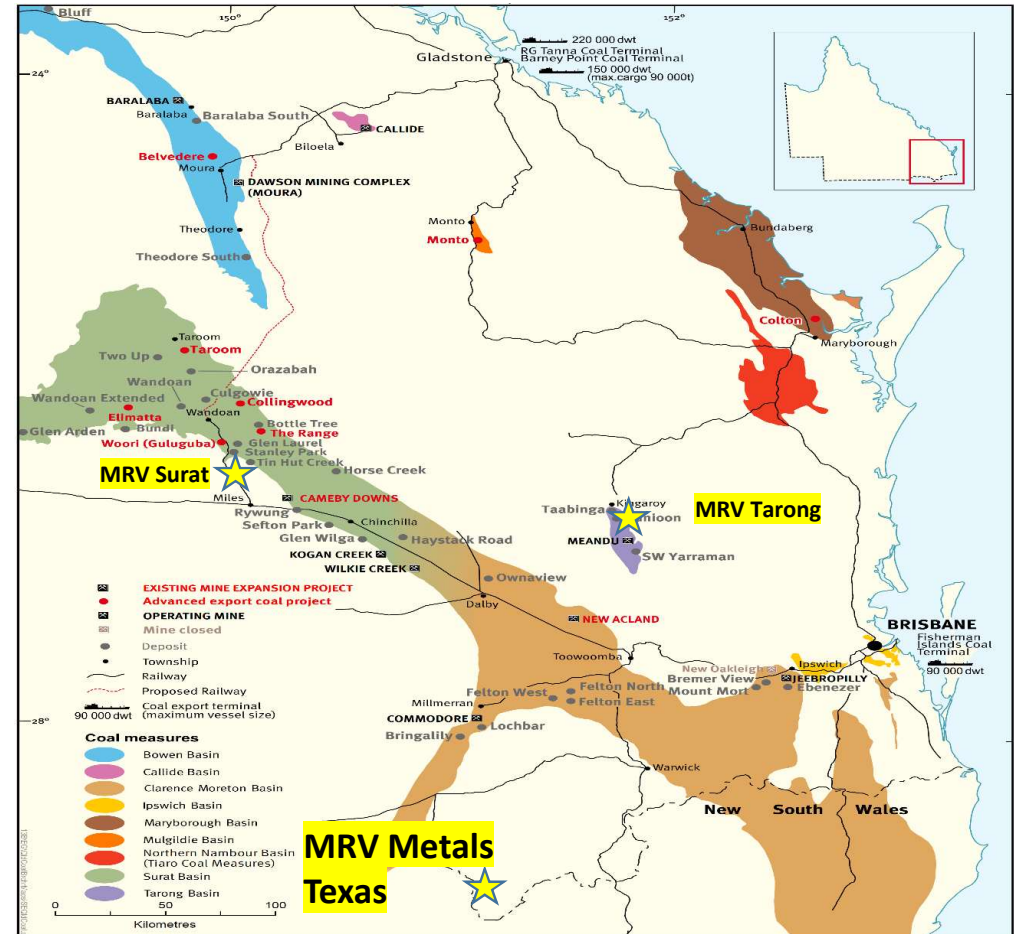 Bluff
150°
152°
220 000 dwt
RG Tanna Coal Terminal
Barney Point Coal Terminal
Gladstone
150 000 dwt
(max.cargo 90 000t)
24°
BARALABA
Baralaba
Baralaba South
CALLIDE
Biloela
Belvedere
Moura
DAWSON MINING COMPLEX
(MOURA)
Theodore
Theodore South
Monto
Monto
Bundaberg
Colton
Maryborough
Taroom
Taroom
Two Up
Orazabah
Wandoan
Culgowie
Wandoan Extended
Collingwood
Elimatta
Wandoan
Bundi
Bottle Tree
Glen Arden
The Range
Woori (Guluguba)
Glen Laurel
Stanley Park
Tin Hut Creek
MRV Surat
Horse Creek
Miles
CAMEBY DOWNS
Rywung
Chinchilla
Sefton Park
Glen Wilga
Haystack Road
KOGAN CREEK
WILKIE CREEK
Kingaroy
Taabinga
MRV Tarong
MEANDU
SW Yarraman
Ownaview
Dalby
NEW ACLAND
BRISBANE
Fisherman
Islands Coal
Terminal
90 000 dwt
Toowoomba
Ipswich
New Oakleigh
JEEBROPILLY
Bremer View
Mount Mort
Ebenezer
Felton North
Felton West
Felton East
Millmerran
COMMODORE
Lochbar
Bringalily
28°
Warwick
New South Wales
EXISTING MINE EXPANSION PROJECT
Advanced export coal project
OPERATING MINE
Mine closed
Deposit
Township
Railway
Proposed Railway
90 000 dwt
Coal export terminal
(maximum vessel size)
Coal measures
Bowen Basin
Callide Basin
Clarence Moreton Basin
Ipswich Basin
Maryborough Basin
Mulgildie Basin
Northern Nambour Basin
(Tiaro Coal Measures)
Surat Basin
Tarong Basin
0 50 75 100
Kilometres
MRV Metals
Texas